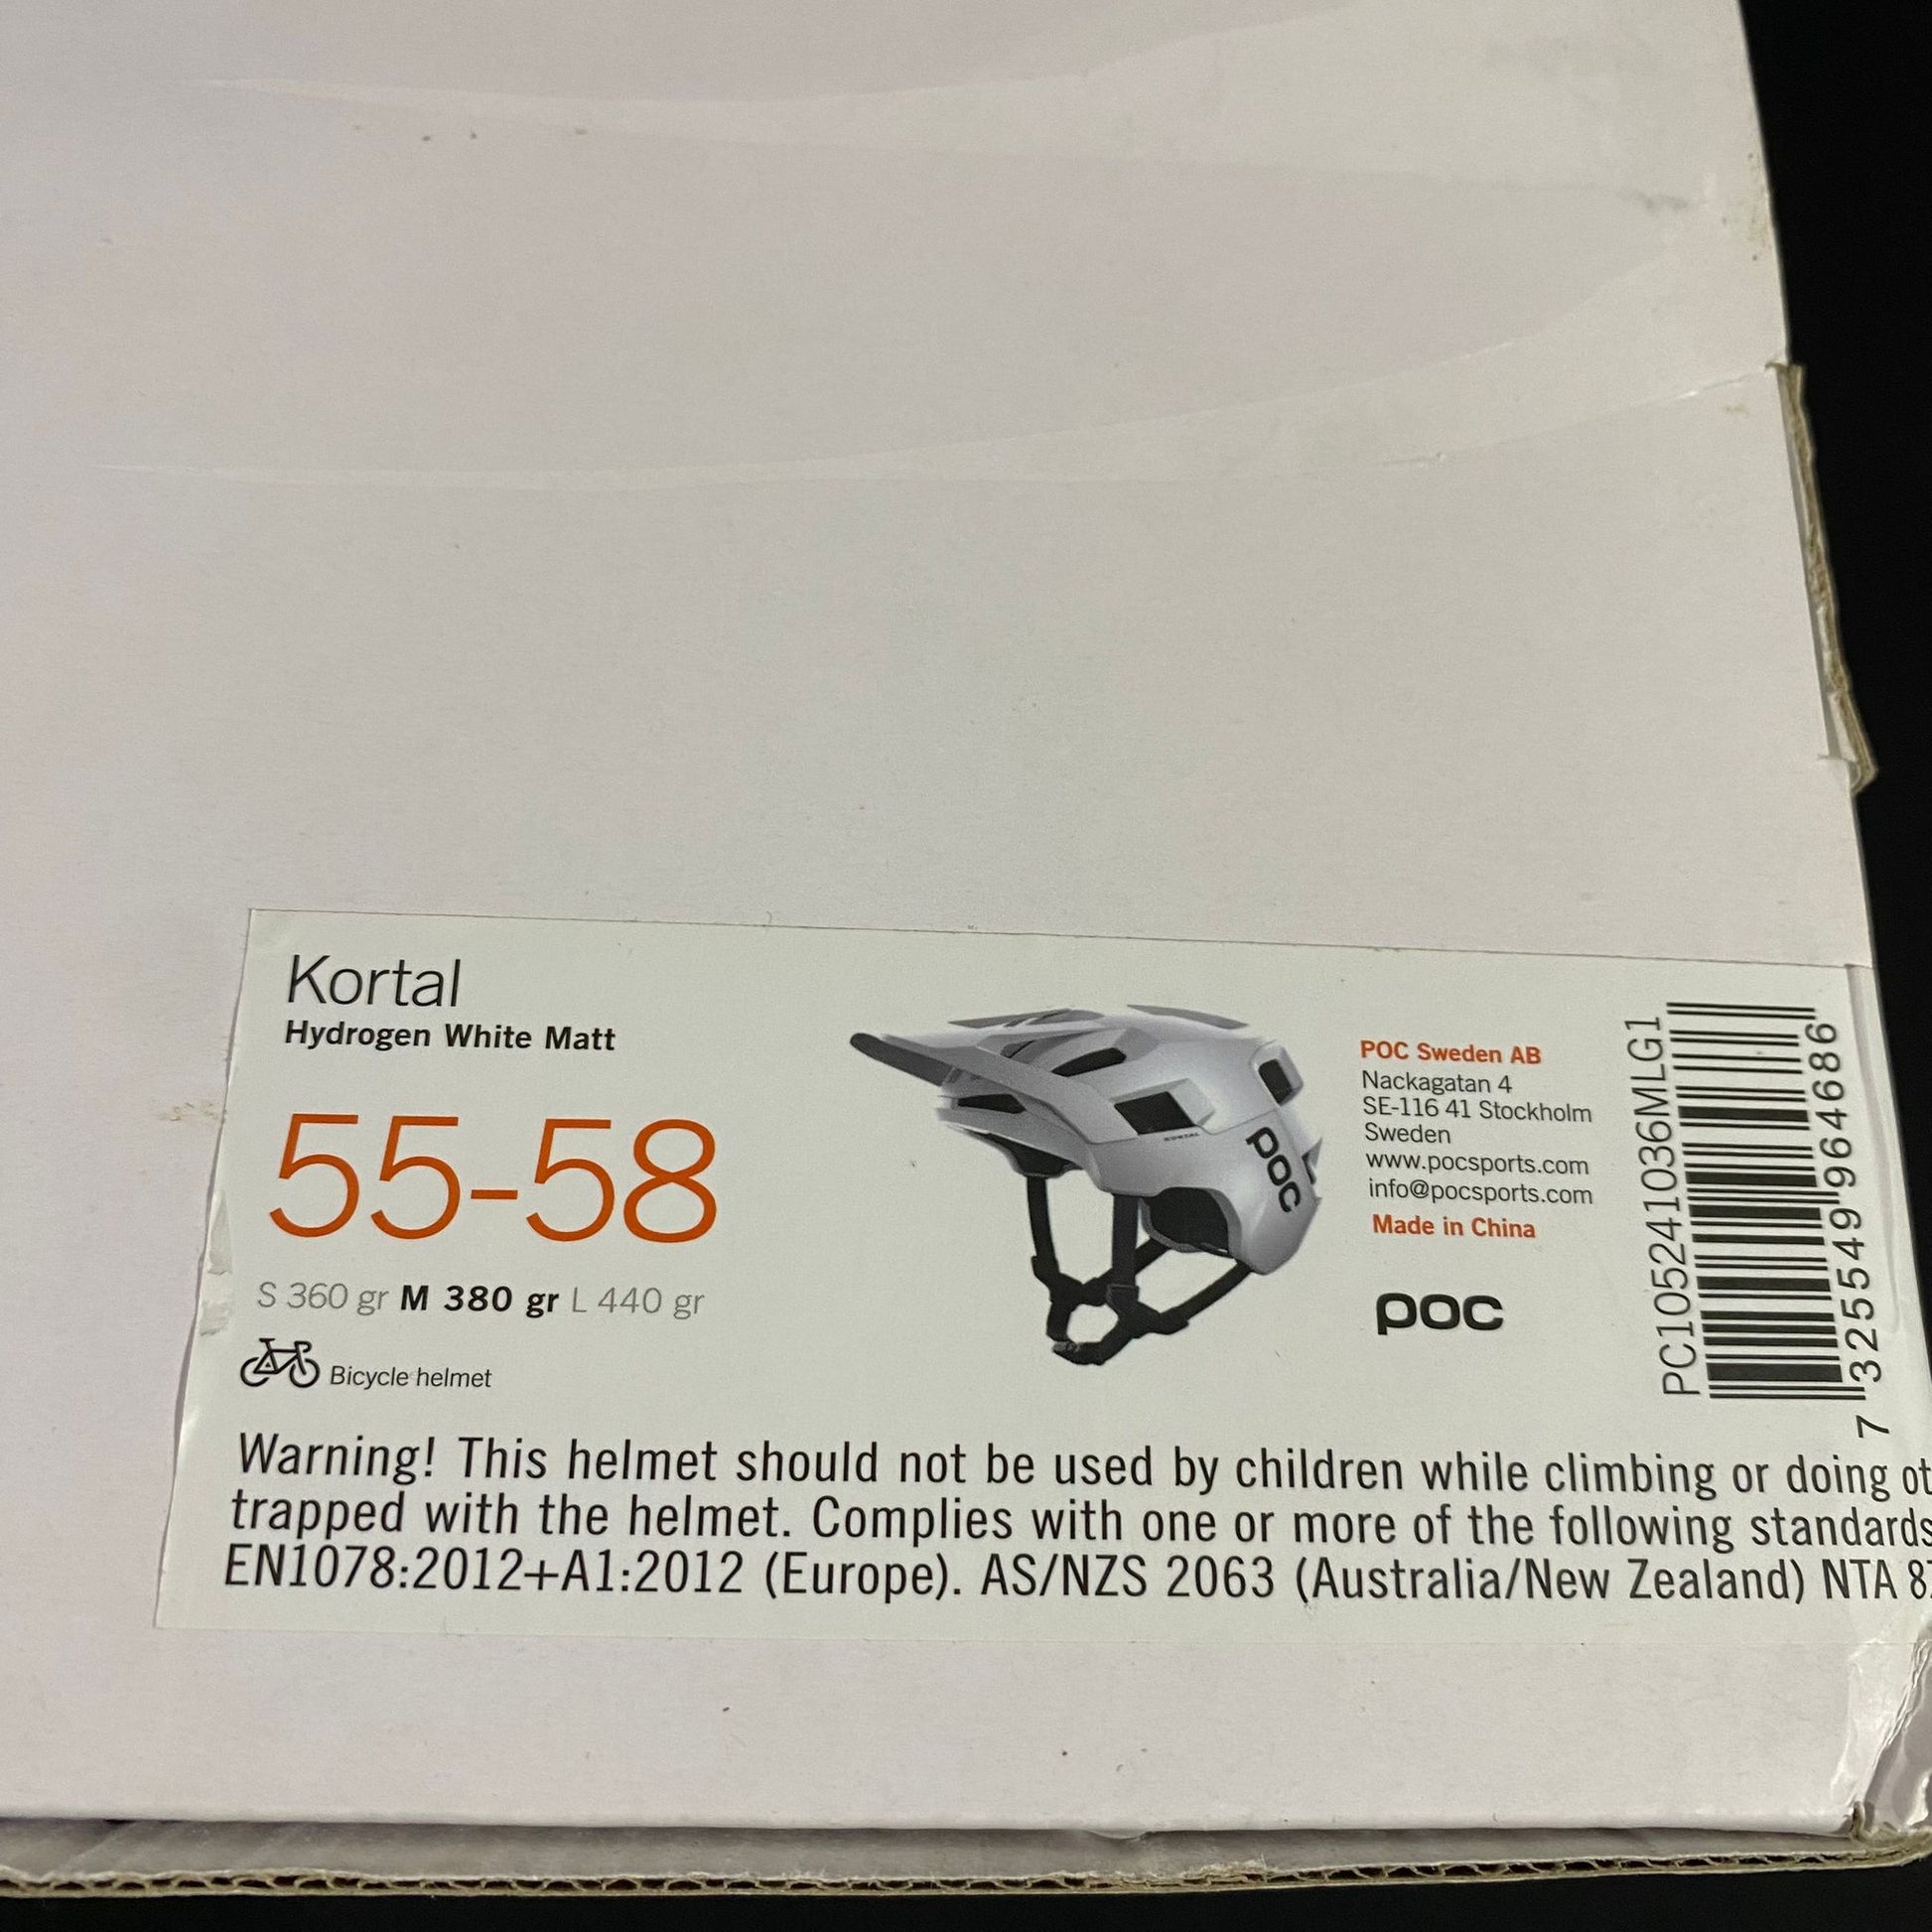 Kortal
Hydrogen White Matt
55-58
S 360 gr M 380 gr L 440 gr
Bicycle helmet
KORTAL
POC
POC Sweden AB
Nackagatan 4
SE-116 41 Stockholm
Sweden
www.pocsports.com
info@pocsports.com
Made in China
POC
PC105241036MLG1
7 325549 964686
Warning! This helmet should not be used by children while climbing or doing
trapped with the helmet. Complies with one or more of the following standards
EN1078:2012+A1:2012 (Europe). AS/NZS 2063 (Australia/New Zealand) NTA